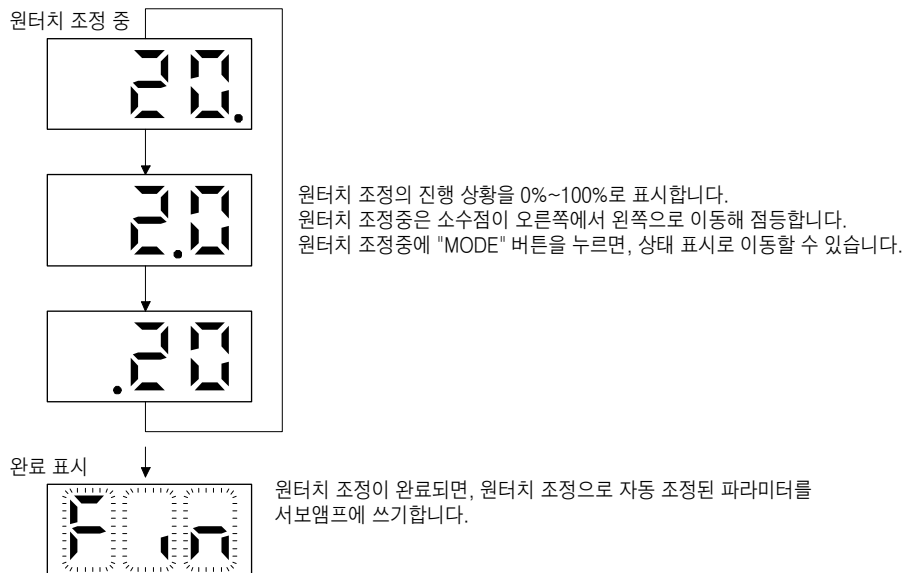 원터치 조정 중
20.
2.0
원터치 조정의 진행 상황을 0%~100%로 표시합니다.
원터치 조정중은 소수점이 오른쪽에서 왼쪽으로 이동해 점등합니다.
원터치 조정중에 "MODE" 버튼을 누르면, 상태 표시로 이동할 수 있습니다.
.20
완료 표시
Fin
원터치 조정이 완료되면, 원터치 조정으로 자동 조정된 파라미터를
서보앰프에 쓰기합니다.